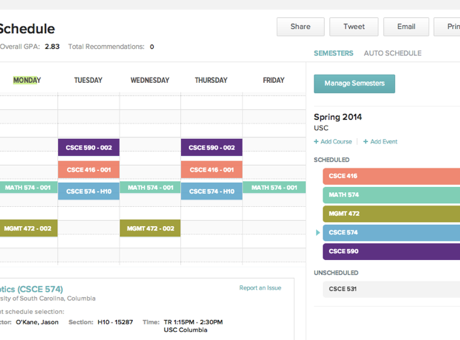 Schedule
Share
Tweet
Email
Overall GPA: 2.83 Total Recommendations: 0
SEMESTERS AUTO SCHEDULE
MONDAY TUESDAY WEDNESDAY THURSDAY FRIDAY
Manage Semesters
Spring 2014
USC
+ Add Course + Add Event
SCHEDULED
CSCE 416
MATH 574
MGMT 472
CSCE 574
CSCE 590
UNSCHEDULED
CSCE 531
CSCE 590 - 002 CSCE 590 - 002
CSCE 416 - 001 CSCE 416 - 001
MATH 574 - 001 CSCE 574 - H10 MATH 574 - 001 CSCE 574 - H10 MATH 574 - 001
MGMT 472 - 002 MGMT 472 - 002
etics (CSCE 574) Report an Issue
rsity of South Carolina, Columbia
nt schedule selection:
ctor: O'Kane, Jason Section: H10 - 15287 Time: TR 1:15PM - 2:30PM
USC Columbia